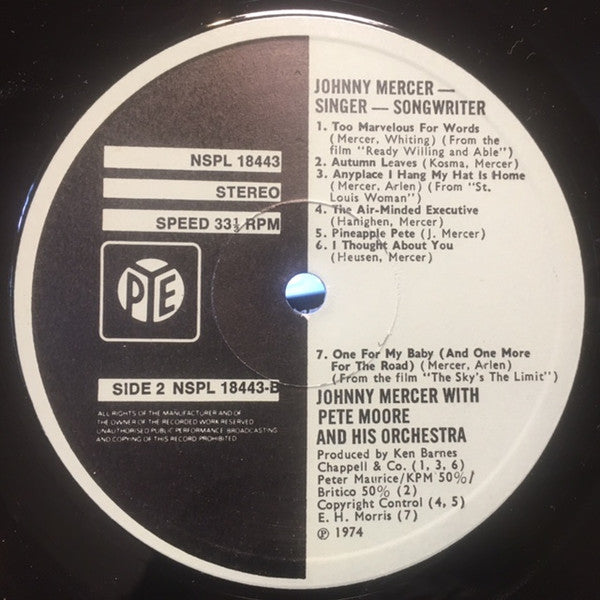 NSPL 18443
STEREO
SPEED 33⅓ RPM
PYE
SIDE 2 NSPL 18443-B
ALL RIGHTS OF THE MANUFACTURER AND OF
THE OWNER OF THE RECORDED WORK RESERVED
UNAUTHORISED PUBLIC PERFORMANCE BROADCASTING
AND COPYING OF THIS RECORD PROHIBITED
JOHNNY MERCER —
SINGER — SONGWRITER
1. Too Marvelous For Words
(Mercer, Whiting) (From the
film "Ready Willing and Able")
2. Autumn Leaves (Kosma, Mercer)
3. Anyplace I Hang My Hat is Home
(Mercer, Arlen) (From "St.
Louis Woman")
4. The Air-Minded Executive
(Hanighen, Mercer)
5. Pineapple Pete (J. Mercer)
6. I Thought About You
(Heusen, Mercer)
7. One For My Baby (And One More
For The Road) (Mercer, Arlen)
(From the film "The Sky's The Limit")
JOHNNY MERCER WITH
PETE MOORE
AND HIS ORCHESTRA
Produced by Ken Barnes
Chappell & Co. (1, 3, 6)
Peter Maurice/KPM 50%/
Britico 50% (2)
Copyright Control (4, 5)
E. H. Morris (7)
℗ 1974